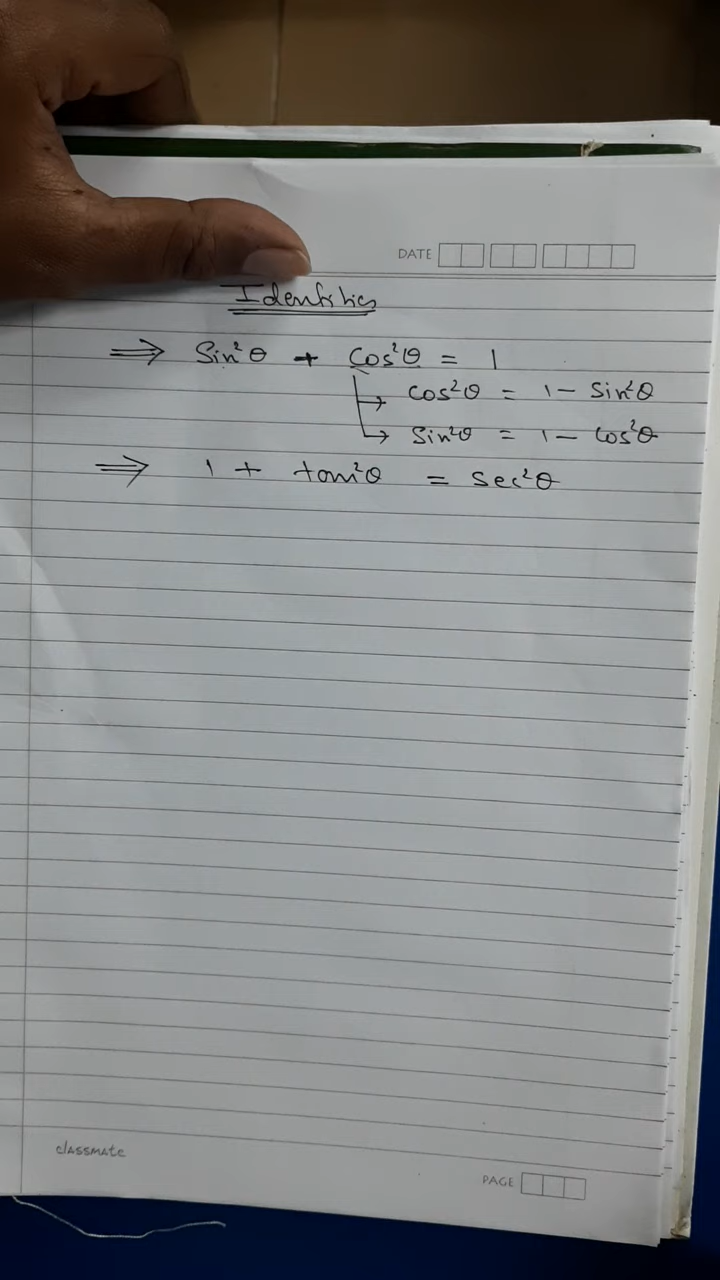 DATE
Identities
⇒ Sin²θ + Cos²θ = 1
→ Cos²θ = 1 - Sin²θ
→ Sin²θ = 1 - Cos²θ
⇒ 1 + tan²θ = Sec²θ
classmate
PAGE